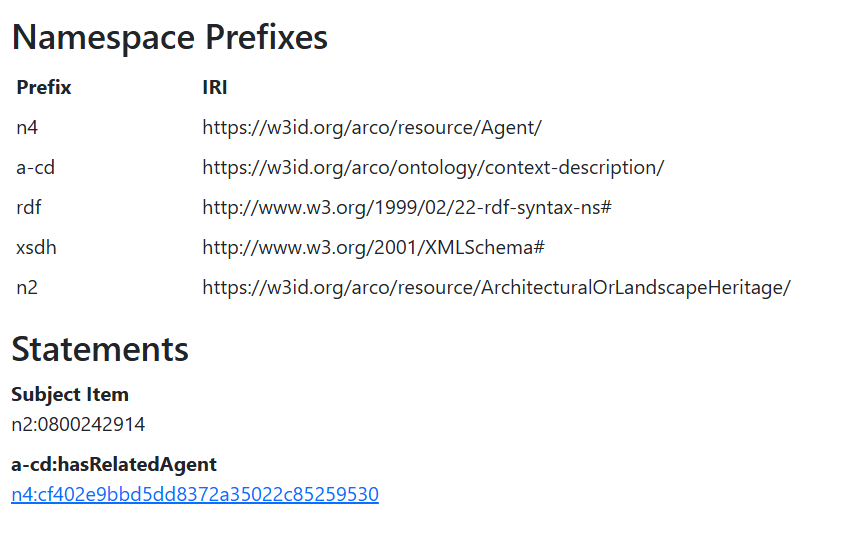 Namespace Prefixes
Prefix IRI
n4 https://w3id.org/arco/resource/Agent/
a-cd https://w3id.org/arco/ontology/context-description/
rdf http://www.w3.org/1999/02/22-rdf-syntax-ns#
xsdh http://www.w3.org/2001/XMLSchema#
n2 https://w3id.org/arco/resource/ArchitecturalOrLandscapeHeritage/
Statements
Subject Item
n2:0800242914
a-cd:hasRelatedAgent
n4:cf402e9bbd5dd8372a35022c85259530